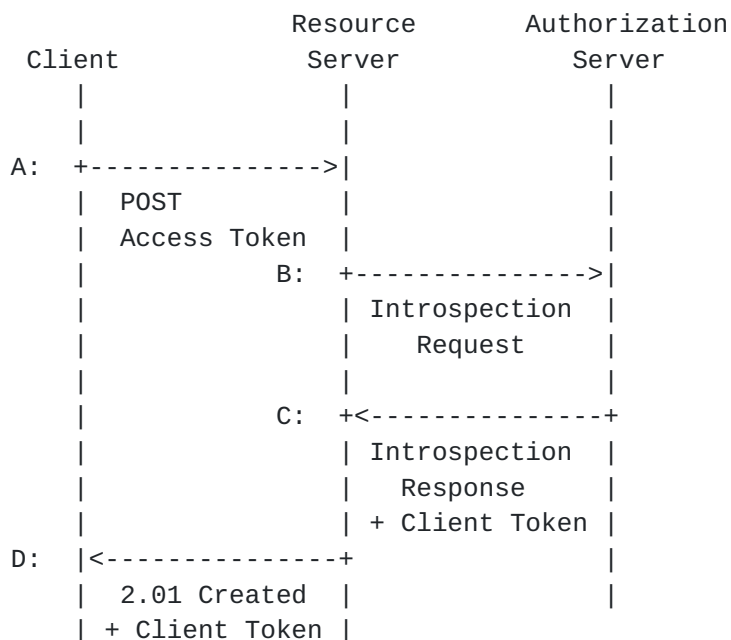 Resource        Authorization
 Client             Server             Server
    |                 |                 |
    |                 |                 |
A:  +--------------->|                 |
    |  POST           |                 |
    |  Access Token   |                 |
    |             B:  +--------------->|
    |                 | Introspection   |
    |                 |    Request      |
    |                 |                 |
    |             C:  +<---------------+
    |                 | Introspection   |
    |                 |   Response      |
    |                 | + Client Token  |
D:  |<---------------+                 |
    |  2.01 Created   |                 |
    | + Client Token  |